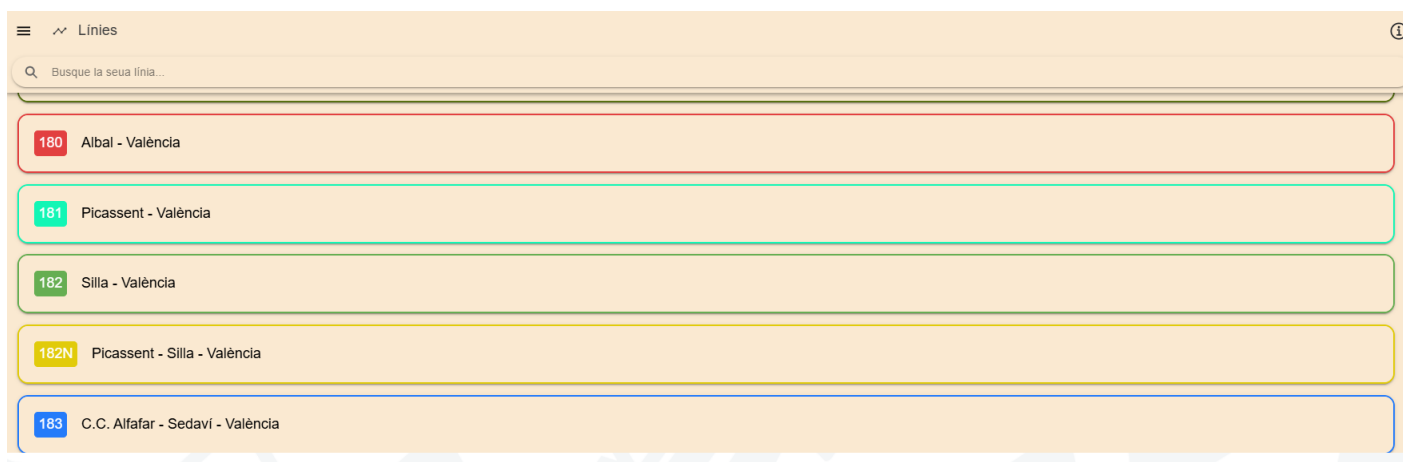 Línies
Busque la seua línia...
180 Albal - València
181 Picassent - València
182 Silla - València
182N Picassent - Silla - València
183 C.C. Alfafar - Sedaví - València